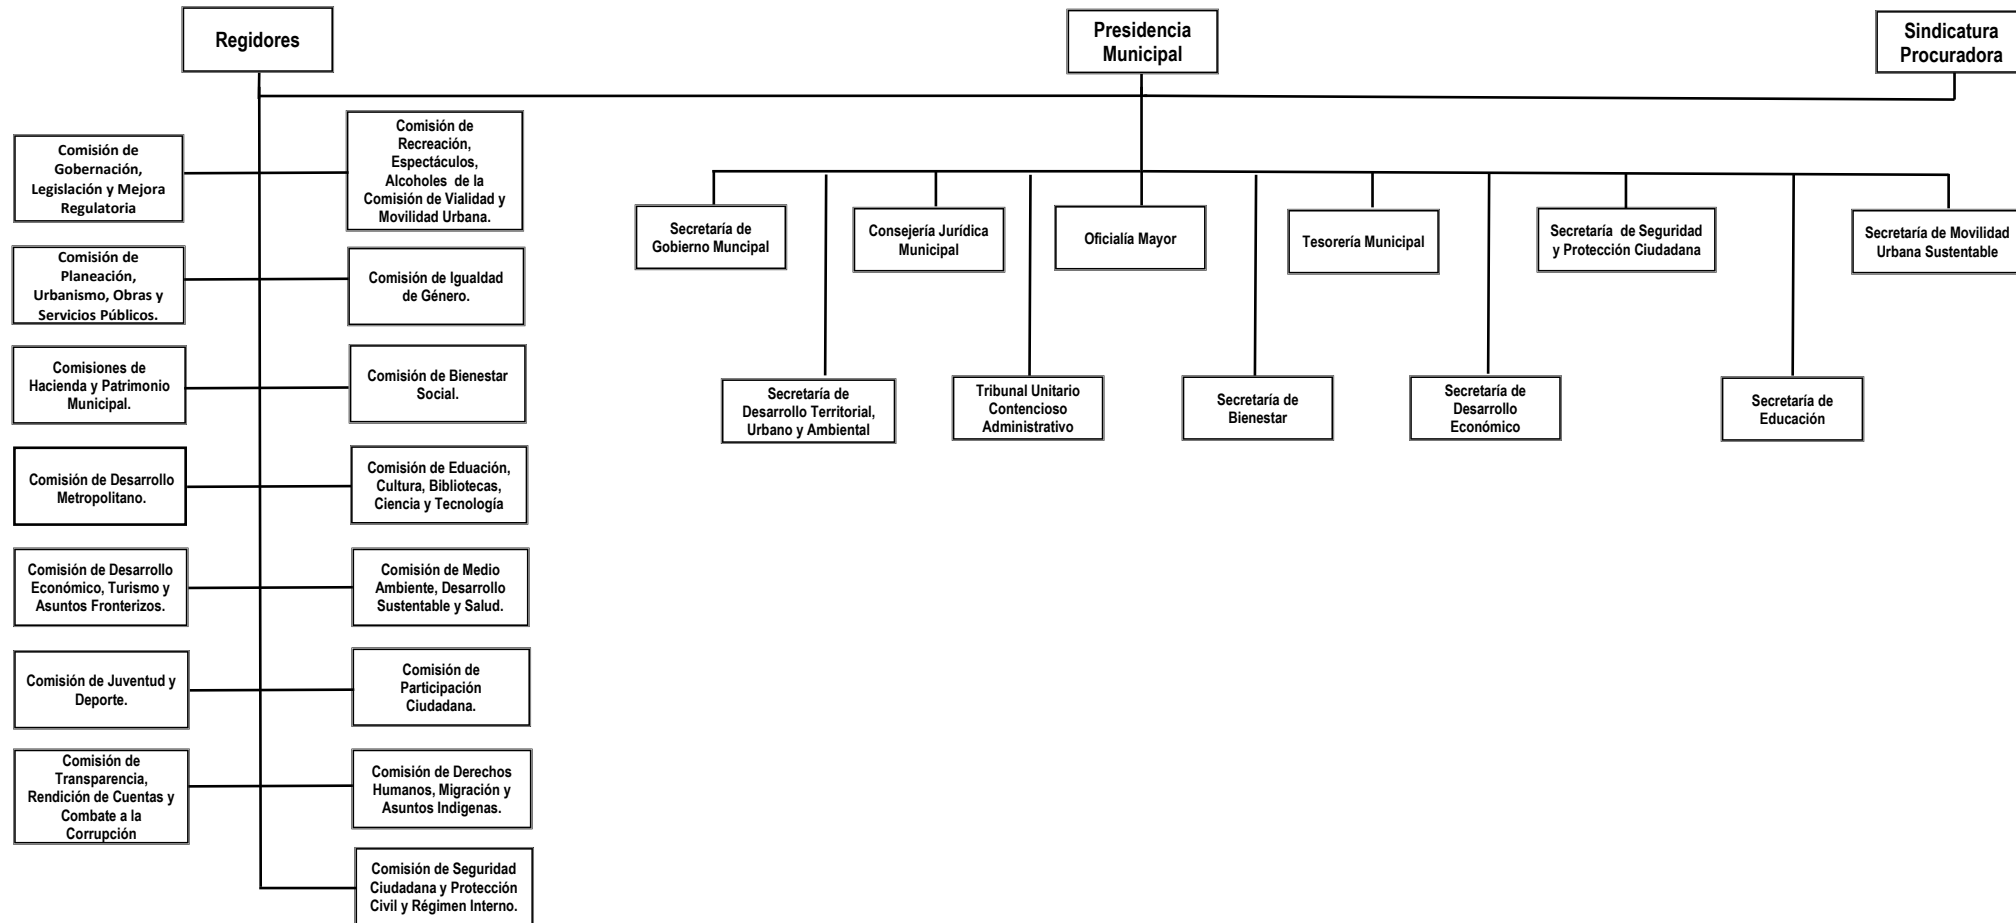 Regidores
Presidencia
Municipal
Sindicatura
Procuradora
Comisión de
Gobernación,
Legislación y Mejora
Regulatoria
Comisión de
Recreación,
Espectáculos,
Alcoholes de la
Comisión de Vialidad y
Movilidad Urbana.
Comisión de
Planeación,
Urbanismo, Obras y
Servicios Públicos.
Comisión de Igualdad
de Género.
Comisiones de
Hacienda y Patrimonio
Municipal.
Comisión de Bienestar
Social.
Comisión de Desarrollo
Metropolitano.
Comisión de Eduación,
Cultura, Bibliotecas,
Ciencia y Tecnología
Comisión de Desarrollo
Económico, Turismo y
Asuntos Fronterizos.
Comisión de Medio
Ambiente, Desarrollo
Sustentable y Salud.
Comisión de Juventud y
Deporte.
Comisión de
Participación
Ciudadana.
Comisión de
Transparencia,
Rendición de Cuentas y
Combate a la
Corrupción
Comisión de Derechos
Humanos, Migración y
Asuntos Indigenas.
Comisión de Seguridad
Ciudadana y Protección
Civil y Régimen Interno.
Secretaría de
Gobierno Muncipal
Consejería Jurídica
Municipal
Oficialía Mayor
Tesorería Municipal
Secretaría de Seguridad
y Protección Ciudadana
Secretaría de Movilidad
Urbana Sustentable
Secretaría de
Desarrollo Territorial,
Urbano y Ambiental
Tribunal Unitario
Contencioso
Administrativo
Secretaría de
Bienestar
Secretaría de
Desarrollo
Económico
Secretaría de
Educación